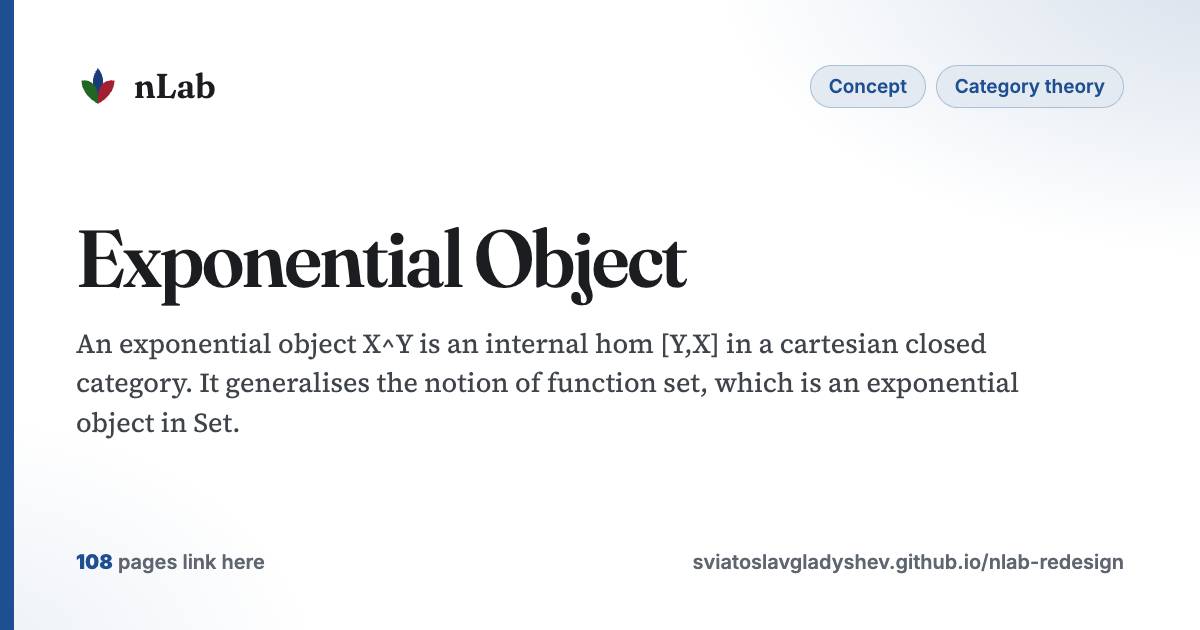 nLab
Concept
Category theory
Exponential Object
An exponential object X^Y is an internal hom [Y,X] in a cartesian closed
category. It generalises the notion of function set, which is an exponential
object in Set.
108 pages link here
sviatoslavgladyshev.github.io/nlab-redesign